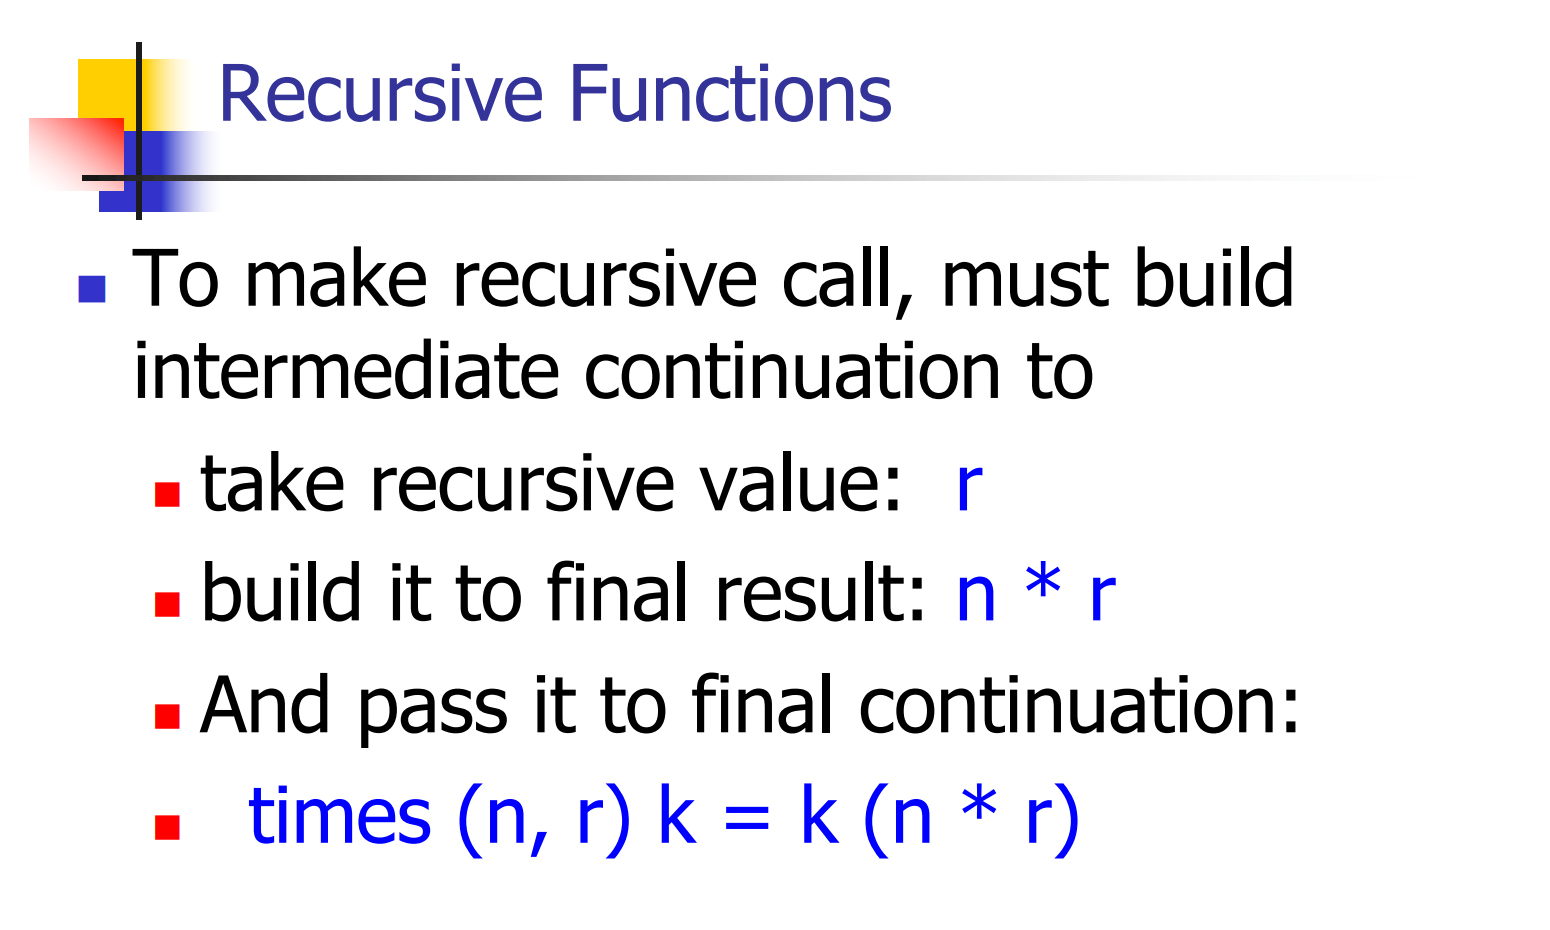 Recursive Functions
To make recursive call, must build
intermediate continuation to
take recursive value: r
build it to final result: n * r
And pass it to final continuation:
times (n, r) k = k (n * r)